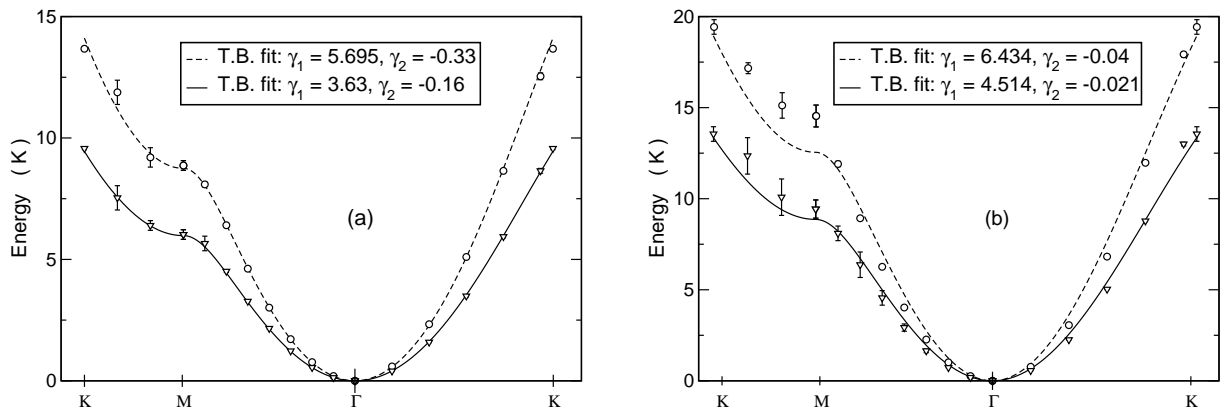 15
10
5
0
Energy (K)
T.B. fit: γ1 = 5.695, γ2 = -0.33
T.B. fit: γ1 = 3.63, γ2 = -0.16
(a)
K M Γ K
20
15
10
5
0
Energy (K)
T.B. fit: γ1 = 6.434, γ2 = -0.04
T.B. fit: γ1 = 4.514, γ2 = -0.021
(b)
K M Γ K